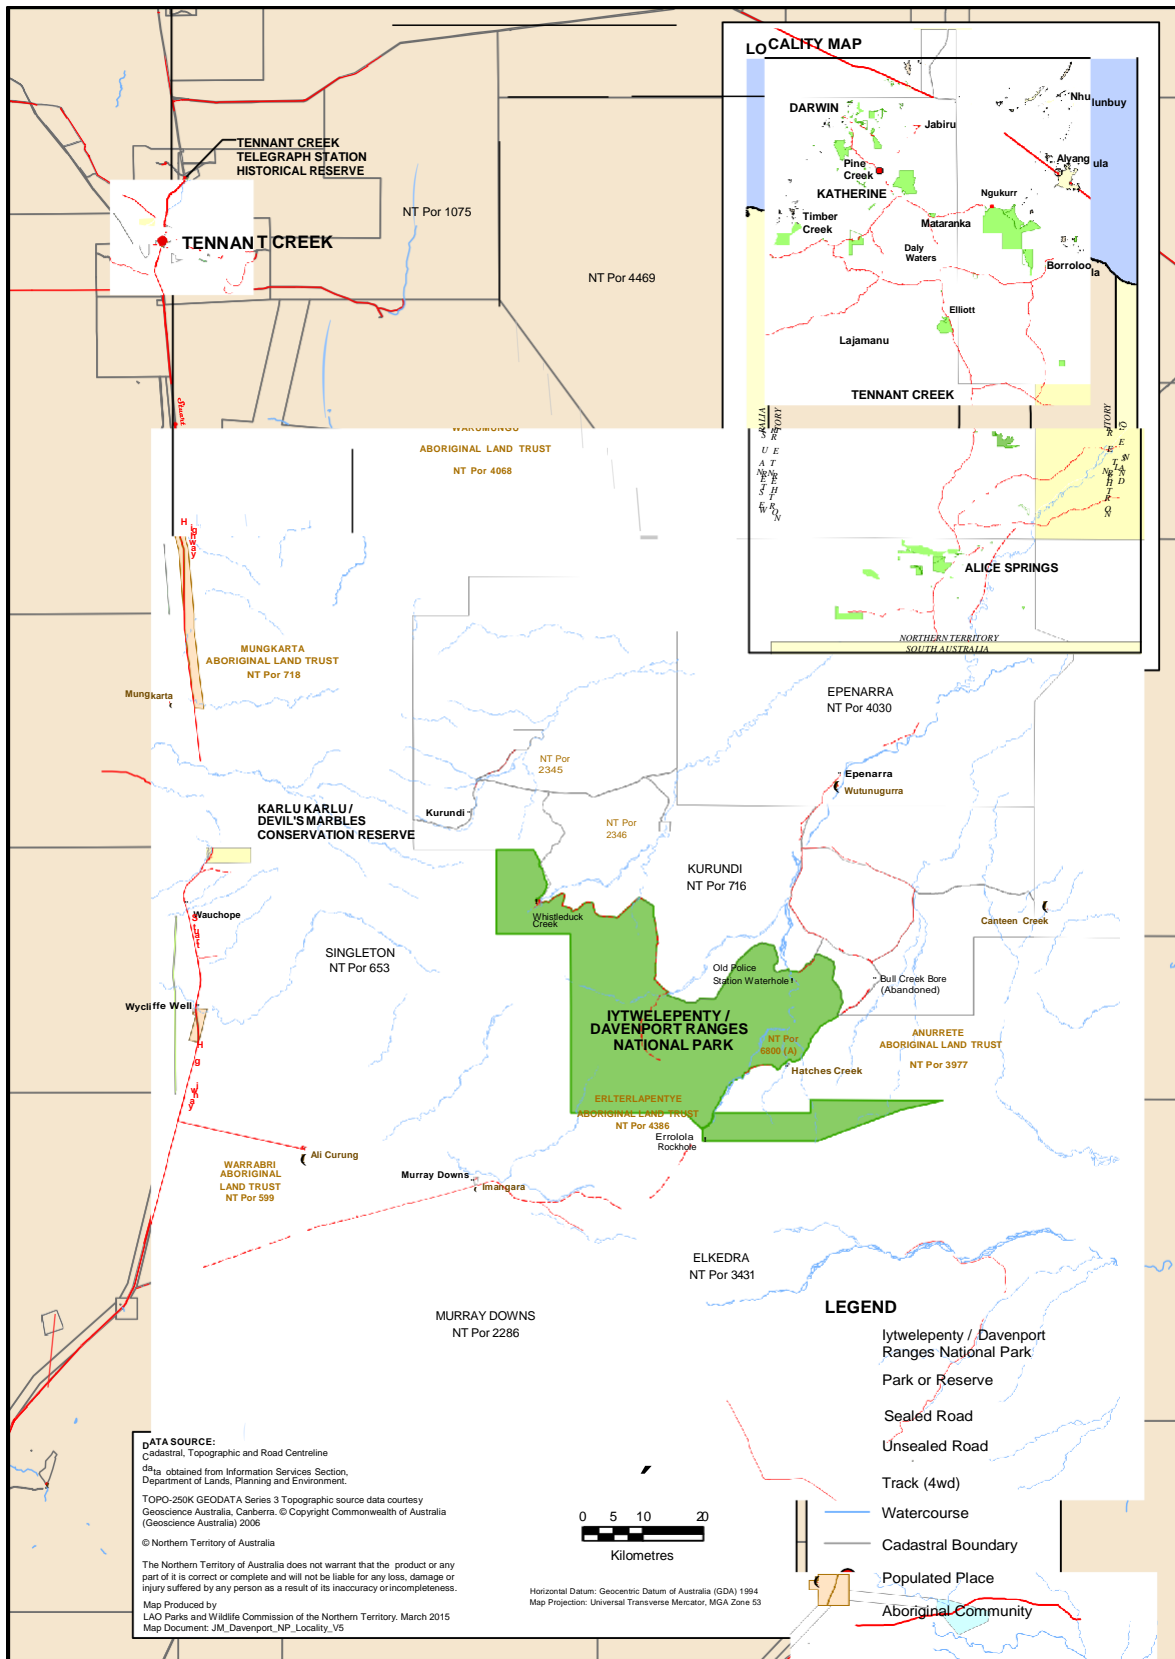 LOCALITY MAP
DARWIN
Nhulunbuy
Jabiru
Pine
Creek
Alyangula
KATHERINE
Ngukurr
Timber
Creek
Mataranka
Daly
Waters
Borroloola
Elliott
Lajamanu
TENNANT CREEK
ALICE SPRINGS
NORTHERN TERRITORY
SOUTH AUSTRALIA
TENNANT CREEK
TELEGRAPH STATION
HISTORICAL RESERVE
NT Por 1075
TENNANT CREEK
NT Por 4469
Stuart
WARUMUNGU
ABORIGINAL LAND TRUST
NT Por 4068
Highway
MUNGKARTA
ABORIGINAL LAND TRUST
NT Por 718
Mungkarta
EPENARRA
NT Por 4030
NT Por
2345
Epenarra
Wutunugurra
KARLU KARLU /
DEVIL'S MARBLES
CONSERVATION RESERVE
Kurundi
NT Por
2346
KURUNDI
NT Por 716
Wauchope
Whistleduck
Creek
Canteen Creek
SINGLETON
NT Por 653
Old Police
Station Waterhole
Bull Creek Bore
(Abandoned)
Wycliffe Well
IYTWELEPENTY /
DAVENPORT RANGES
NATIONAL PARK
NT Por
6800 (A)
ANURRETE
ABORIGINAL LAND TRUST
NT Por 3977
Hatches Creek
ERLTERLAPENTYE
ABORIGINAL LAND TRUST
NT Por 4386
Errolola
Rockhole
Ali Curung
WARRABRI
ABORIGINAL
LAND TRUST
NT Por 599
Murray Downs
Imangara
ELKEDRA
NT Por 3431
MURRAY DOWNS
NT Por 2286
LEGEND
Iytwelepenty / Davenport
Ranges National Park
Park or Reserve
Sealed Road
Unsealed Road
Track (4wd)
Watercourse
Cadastral Boundary
Populated Place
Aboriginal Community
DATA SOURCE:
Cadastral, Topographic and Road Centreline
data obtained from Information Services Section,
Department of Lands, Planning and Environment.
TOPO-250K GEODATA Series 3 Topographic source data courtesy
Geoscience Australia, Canberra. © Copyright Commonwealth of Australia
(Geoscience Australia) 2006
© Northern Territory of Australia
The Northern Territory of Australia does not warrant that the product or any
part of it is correct or complete and will not be liable for any loss, damage or
injury suffered by any person as a result of its inaccuracy or incompleteness.
Map Produced by
LAO Parks and Wildlife Commission of the Northern Territory. March 2015
Map Document: JM_Davenport_NP_Locality_V5
0 5 10 20
Kilometres
Horizontal Datum: Geocentric Datum of Australia (GDA) 1994
Map Projection: Universal Transverse Mercator, MGA Zone 53